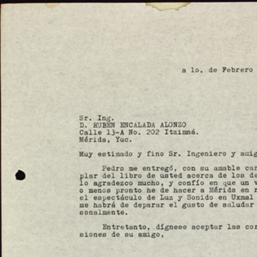 a 1o. de Febrero
Sr. Ing.
D. RUBEN ENCALADA ALONZO
Calle 13-A No. 202 Itzimná.
Mérida, Yuc.
Muy estimado y fino Sr. Ingeniero y amig
Pedro me entregó, con su amable car
plar del libro de usted acerca de los de
lo agradezco mucho, y confío en que un v
o menos pronto he de hacer a Mérida en r
el espectáculo de Luz y Sonido en Uxmal
me habrá de deparar el gusto de saludar
sonalmente.
Entretanto, dígnese aceptar las con
siones de su amigo,